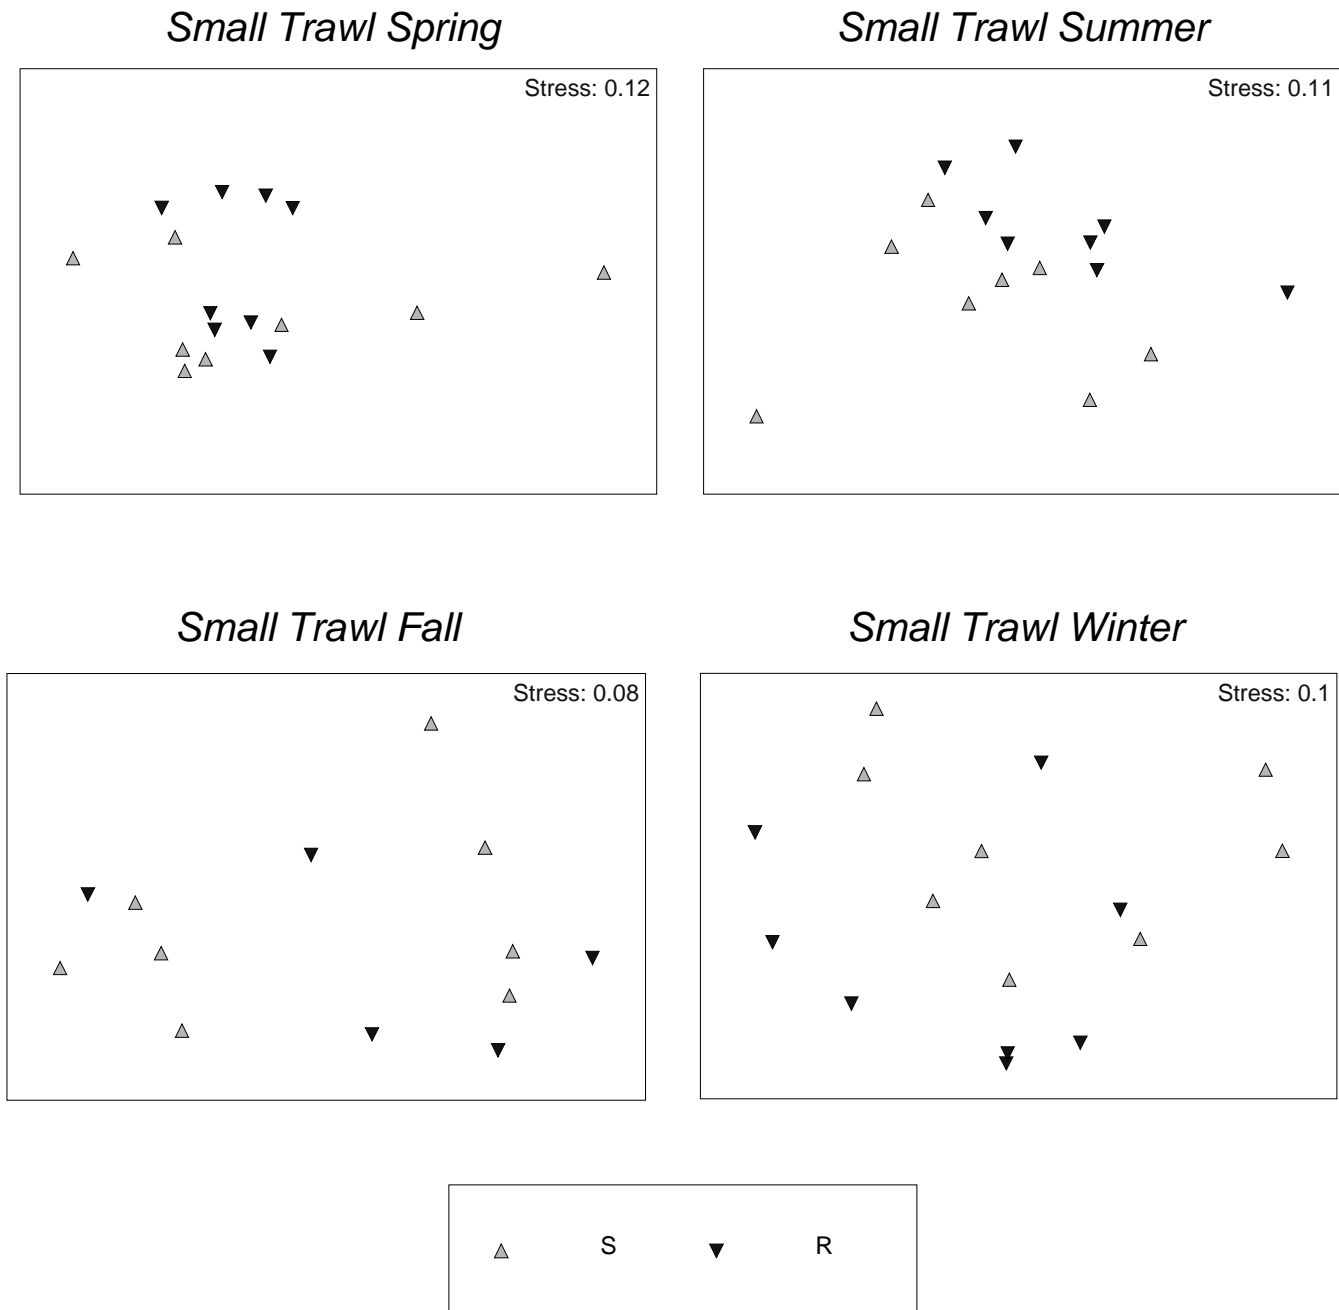 Small Trawl Spring
Stress: 0.12
Small Trawl Summer
Stress: 0.11
Small Trawl Fall
Stress: 0.08
Small Trawl Winter
Stress: 0.1
S R